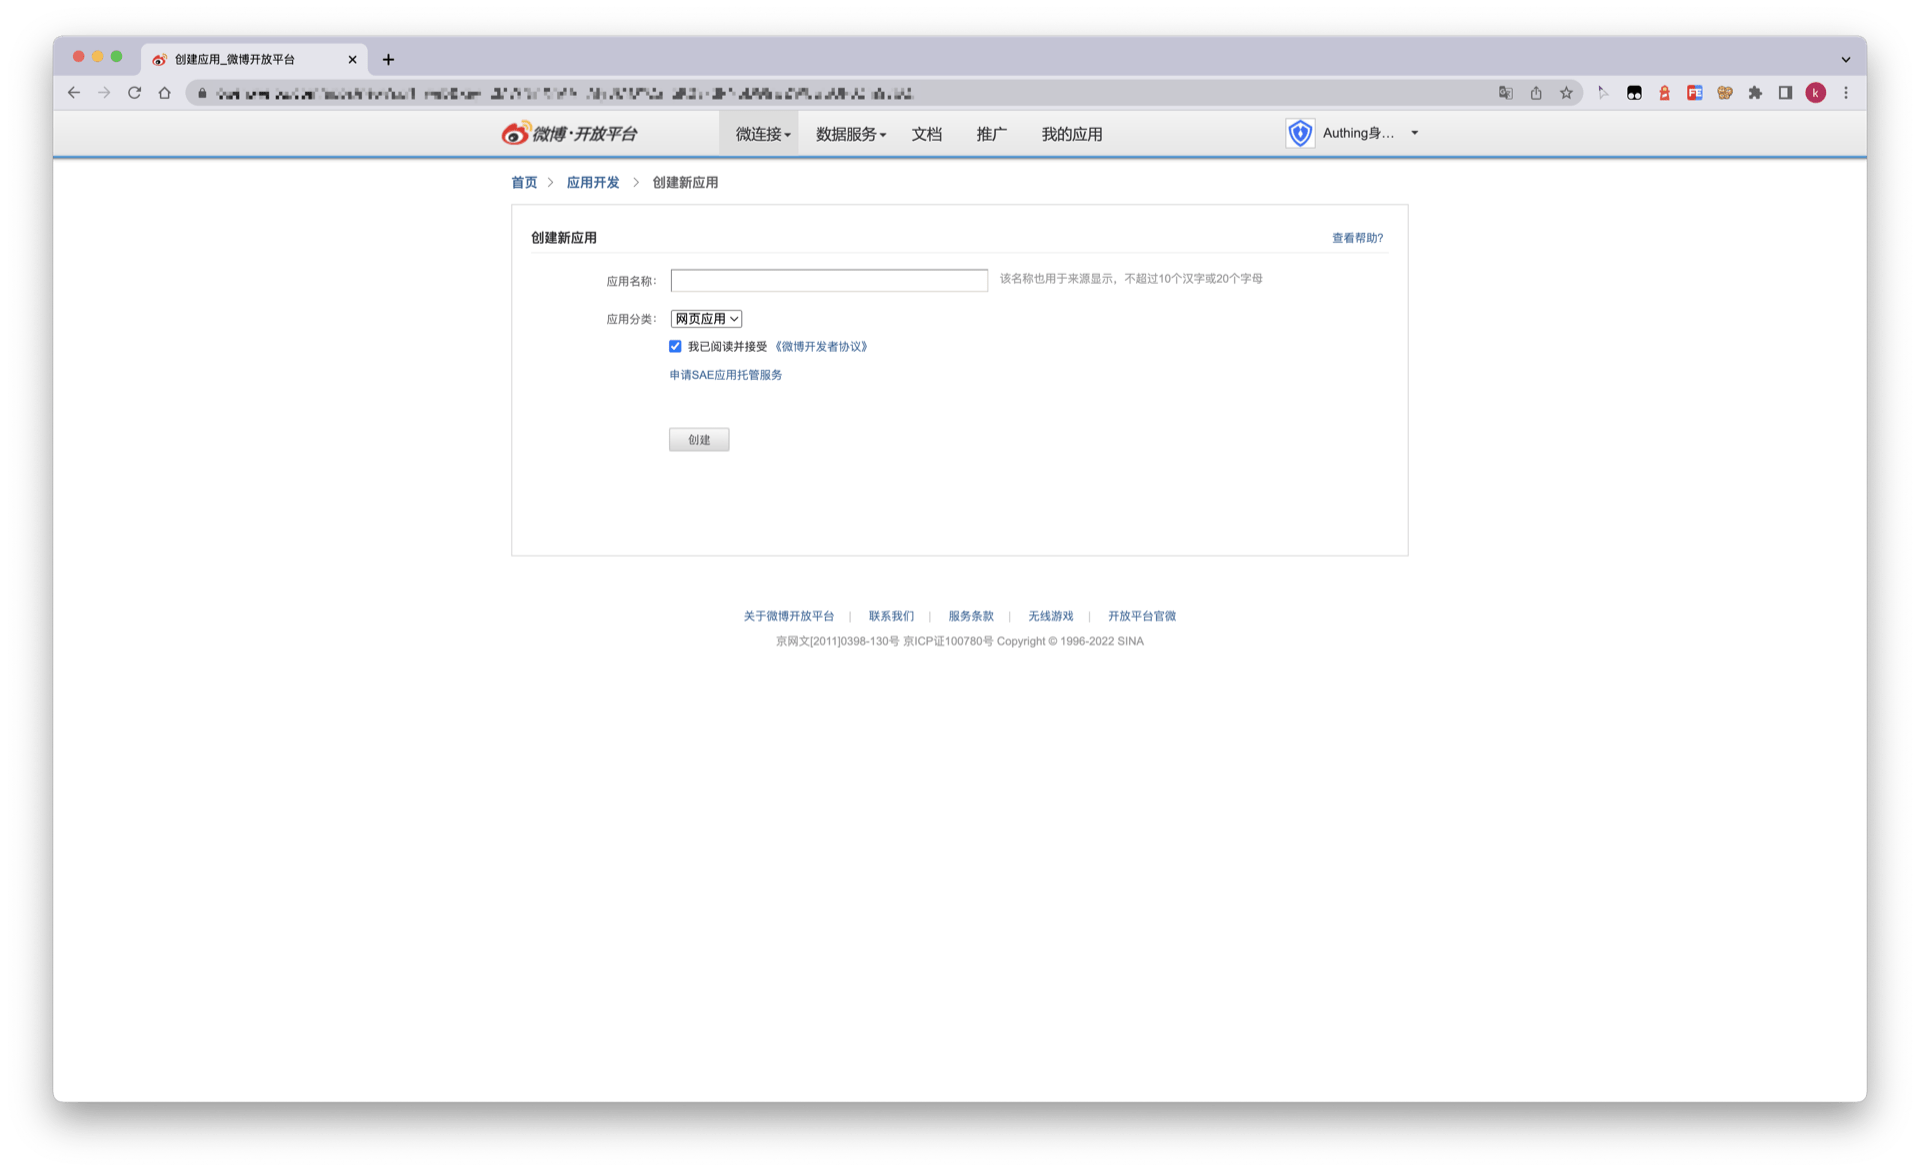 创建应用_微博开放平台
微博·开放平台 微连接 数据服务 文档 推广 我的应用 Authing身...
首页 > 应用开发 > 创建新应用
创建新应用 查看帮助?
应用名称: 该名称也用于来源显示，不超过10个汉字或20个字母
应用分类: 网页应用
我已阅读并接受 《微博开发者协议》
申请SAE应用托管服务
创建
关于微博开放平台 | 联系我们 | 服务条款 | 无线游戏 | 开放平台官微
京网文[2011]0398-130号 京ICP证100780号 Copyright © 1996-2022 SINA
k